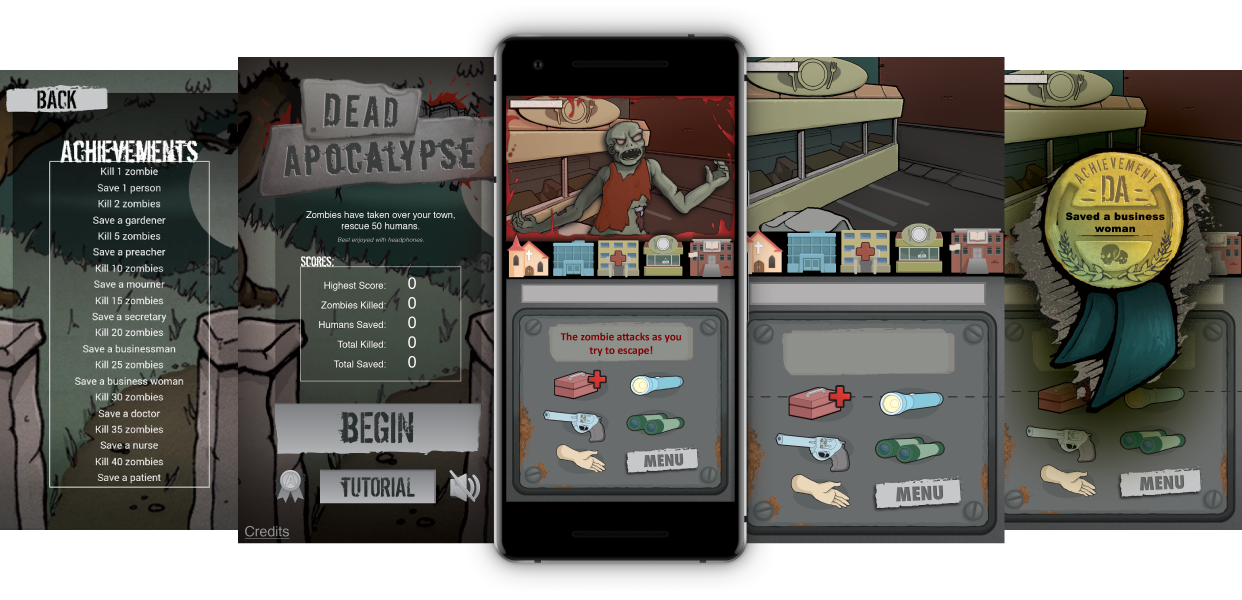 BACK
ACHIEVEMENTS
Kill 1 zombie
Save 1 person
Kill 2 zombies
Save a gardener
Kill 5 zombies
Save a preacher
Kill 10 zombies
Save a mourner
Kill 15 zombies
Save a secretary
Kill 20 zombies
Save a businessman
Kill 25 zombies
Save a business woman
Kill 30 zombies
Save a doctor
Kill 35 zombies
Save a nurse
Kill 40 zombies
Save a patient
DEAD
APOCALYPSE
Zombies have taken over your town,
rescue 50 humans.
Best enjoyed with headphones.
SCORES:
Highest Score: 0
Zombies Killed: 0
Humans Saved: 0
Total Killed: 0
Total Saved: 0
BEGIN
A
TUTORIAL
Credits
The zombie attacks as you
try to escape!
MENU
MENU
ACHIEVEMENT
DA
Saved a business
woman
MENU